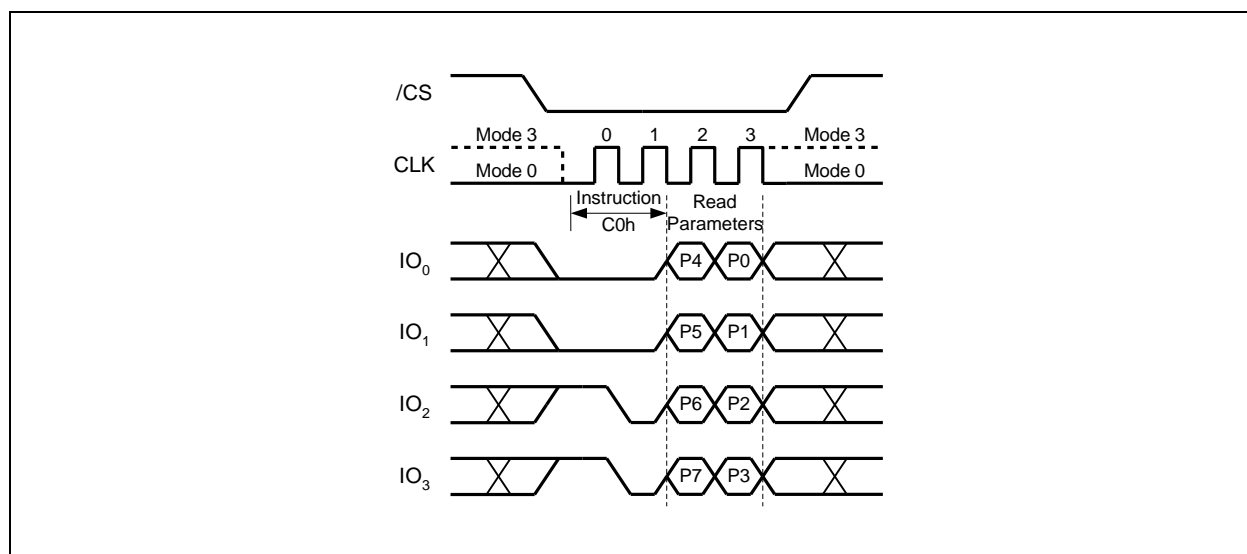 /CS
Mode 3 0 1 2 3 Mode 3
CLK Mode 0 Mode 0
Instruction Read
C0h Parameters
IO0 P4 P0
IO1 P5 P1
IO2 P6 P2
IO3 P7 P3